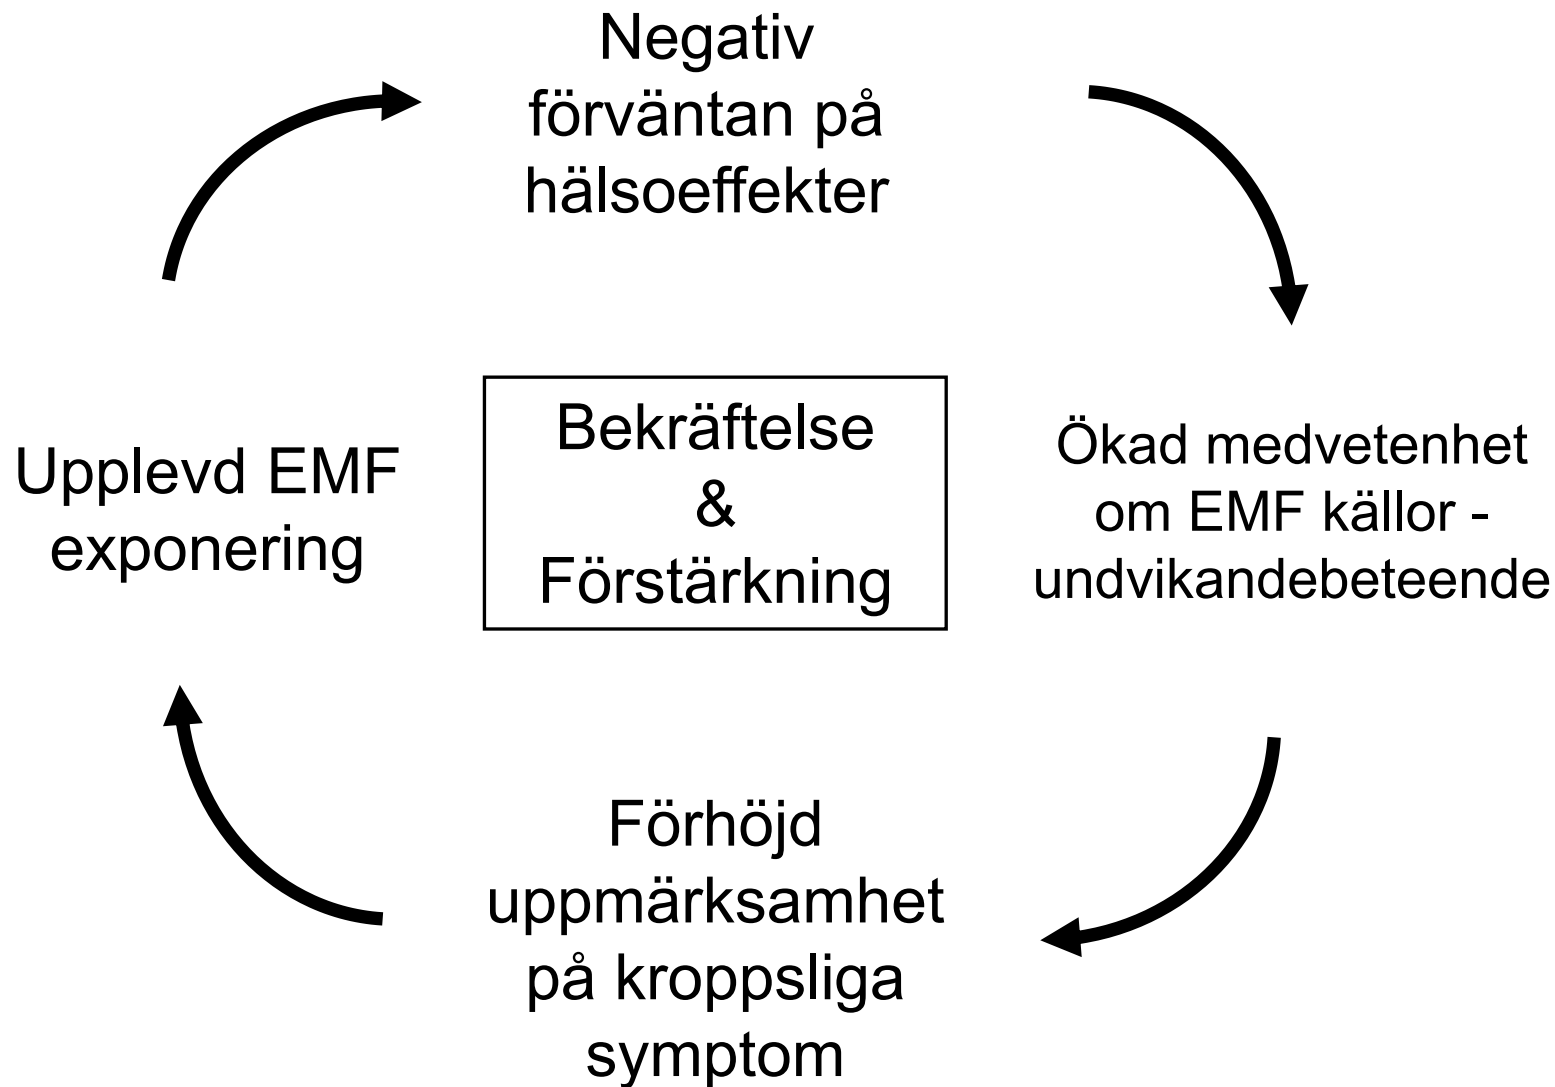 Negativ
förväntan på
hälsoeffekter
Bekräftelse
&
Förstärkning
Ökad medvetenhet
om EMF källor -
undvikandebeteende
Upplevd EMF
exponering
Förhöjd
uppmärksamhet
på kroppsliga
symptom